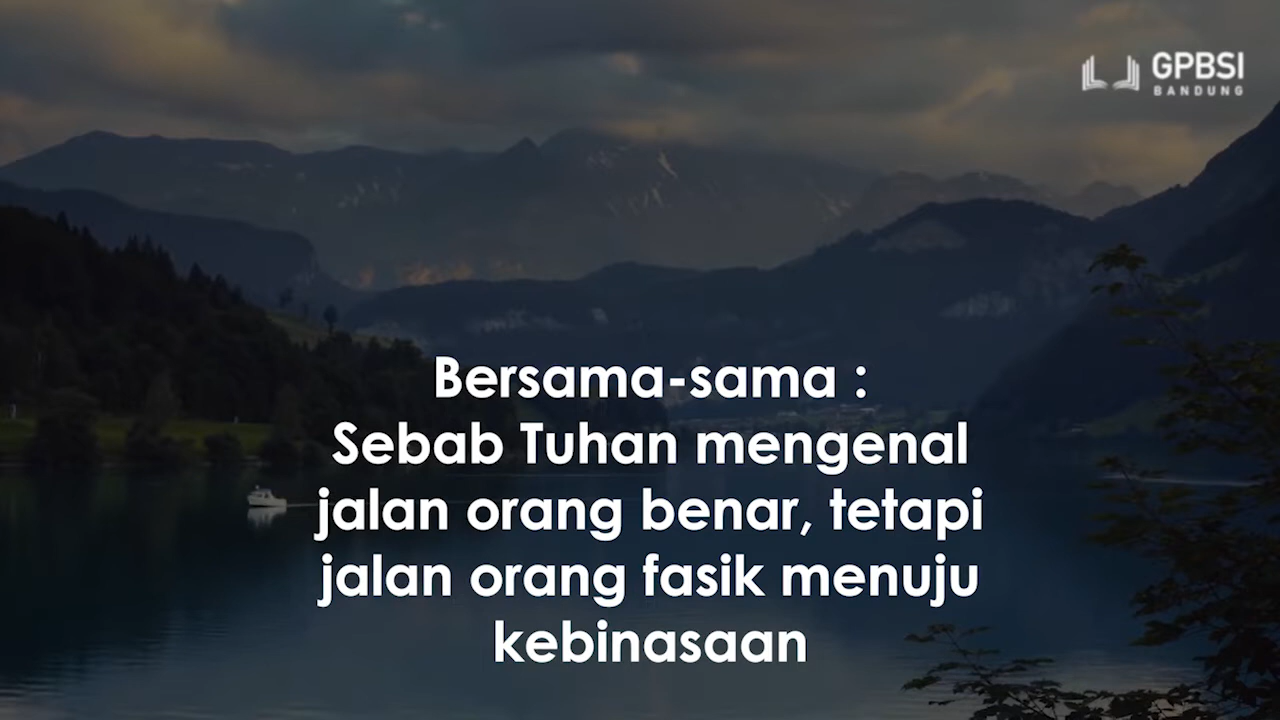 GPBSI
BANDUNG
Bersama-sama :
Sebab Tuhan mengenal
jalan orang benar, tetapi
jalan orang fasik menuju
kebinasaan